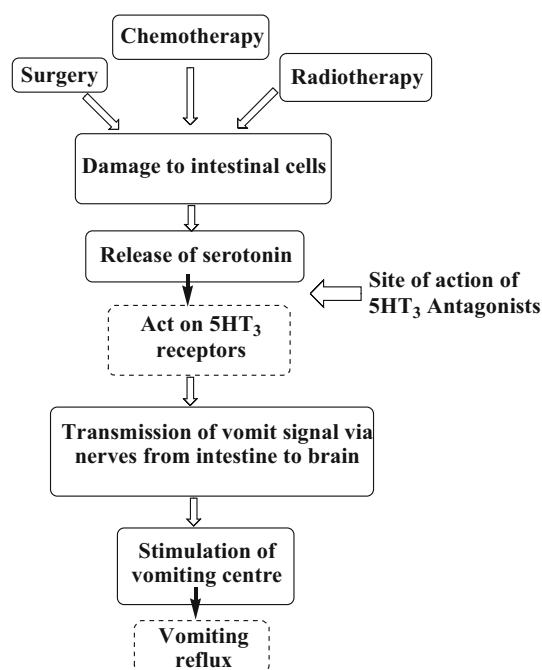 Chemotherapy
Surgery
Radiotherapy
Damage to intestinal cells
Release of serotonin
Site of action of
5HT₃ Antagonists
Act on 5HT₃
receptors
Transmission of vomit signal via
nerves from intestine to brain
Stimulation of
vomiting centre
Vomiting
reflux